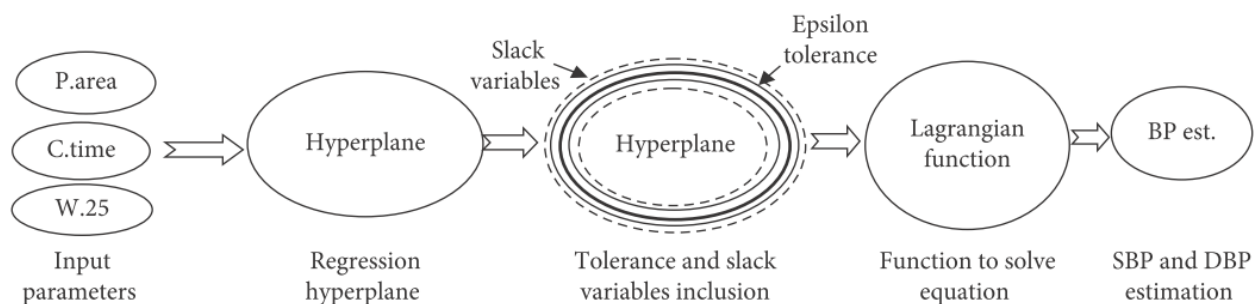 P.area
C.time
W.25
Input
parameters
Hyperplane
Regression
hyperplane
Slack
variables
Epsilon
tolerance
Hyperplane
Tolerance and slack
variables inclusion
Lagrangian
function
Function to solve
equation
BP est.
SBP and DBP
estimation